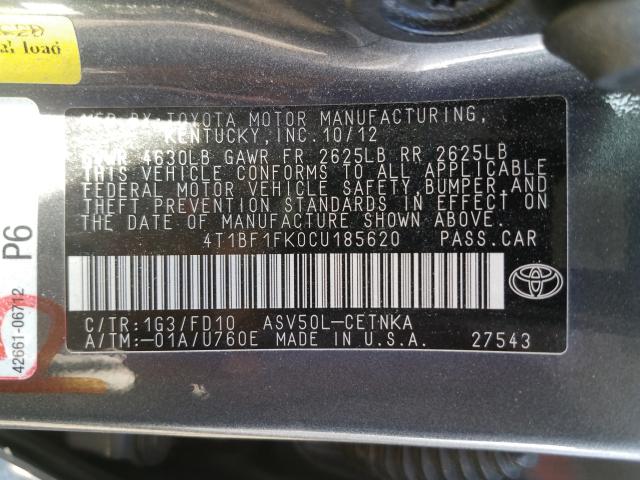 al load
MFD. BY: TOYOTA MOTOR MANUFACTURING,
KENTUCKY, INC. 10/12
GVWR 4630LB GAWR FR 2625LB RR 2625LB
THIS VEHICLE CONFORMS TO ALL APPLICABLE
FEDERAL MOTOR VEHICLE SAFETY, BUMPER, AND
THEFT PREVENTION STANDARDS IN EFFECT ON
THE DATE OF MANUFACTURE SHOWN ABOVE.
4T1BF1FK0CU185620 PASS.CAR
C/TR:1G3/FD10 ASV50L-CETNKA
A/TM:-01A/U760E MADE IN U.S.A. 27543
P6
42661-06712
TOYOTA